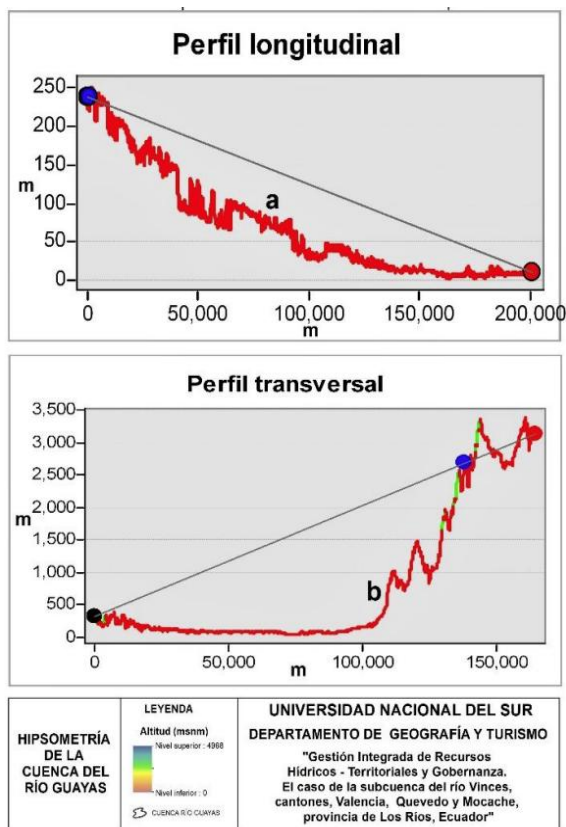 Perfil longitudinal
250
200
150
m
100
50
0
a
0 50,000 100,000 150,000 200,000
m
Perfil transversal
3,500
3,000
2,500
m
2,000
1,500
1,000
500
0
b
0 50,000 100,000 150,000
m
HIPSOMETRÍA
DE LA
CUENCA DEL
RÍO GUAYAS
LEYENDA
Altitud (msnm)
Nivel superior : 4968
Nivel inferior : 0
CUENCA RÍO GUAYAS
UNIVERSIDAD NACIONAL DEL SUR
DEPARTAMENTO DE GEOGRAFÍA Y TURISMO
"Gestión Integrada de Recursos
Hídricos - Territoriales y Gobernanza.
El caso de la subcuenca del río Vinces,
cantones, Valencia, Quevedo y Mocache,
provincia de Los Ríos, Ecuador"